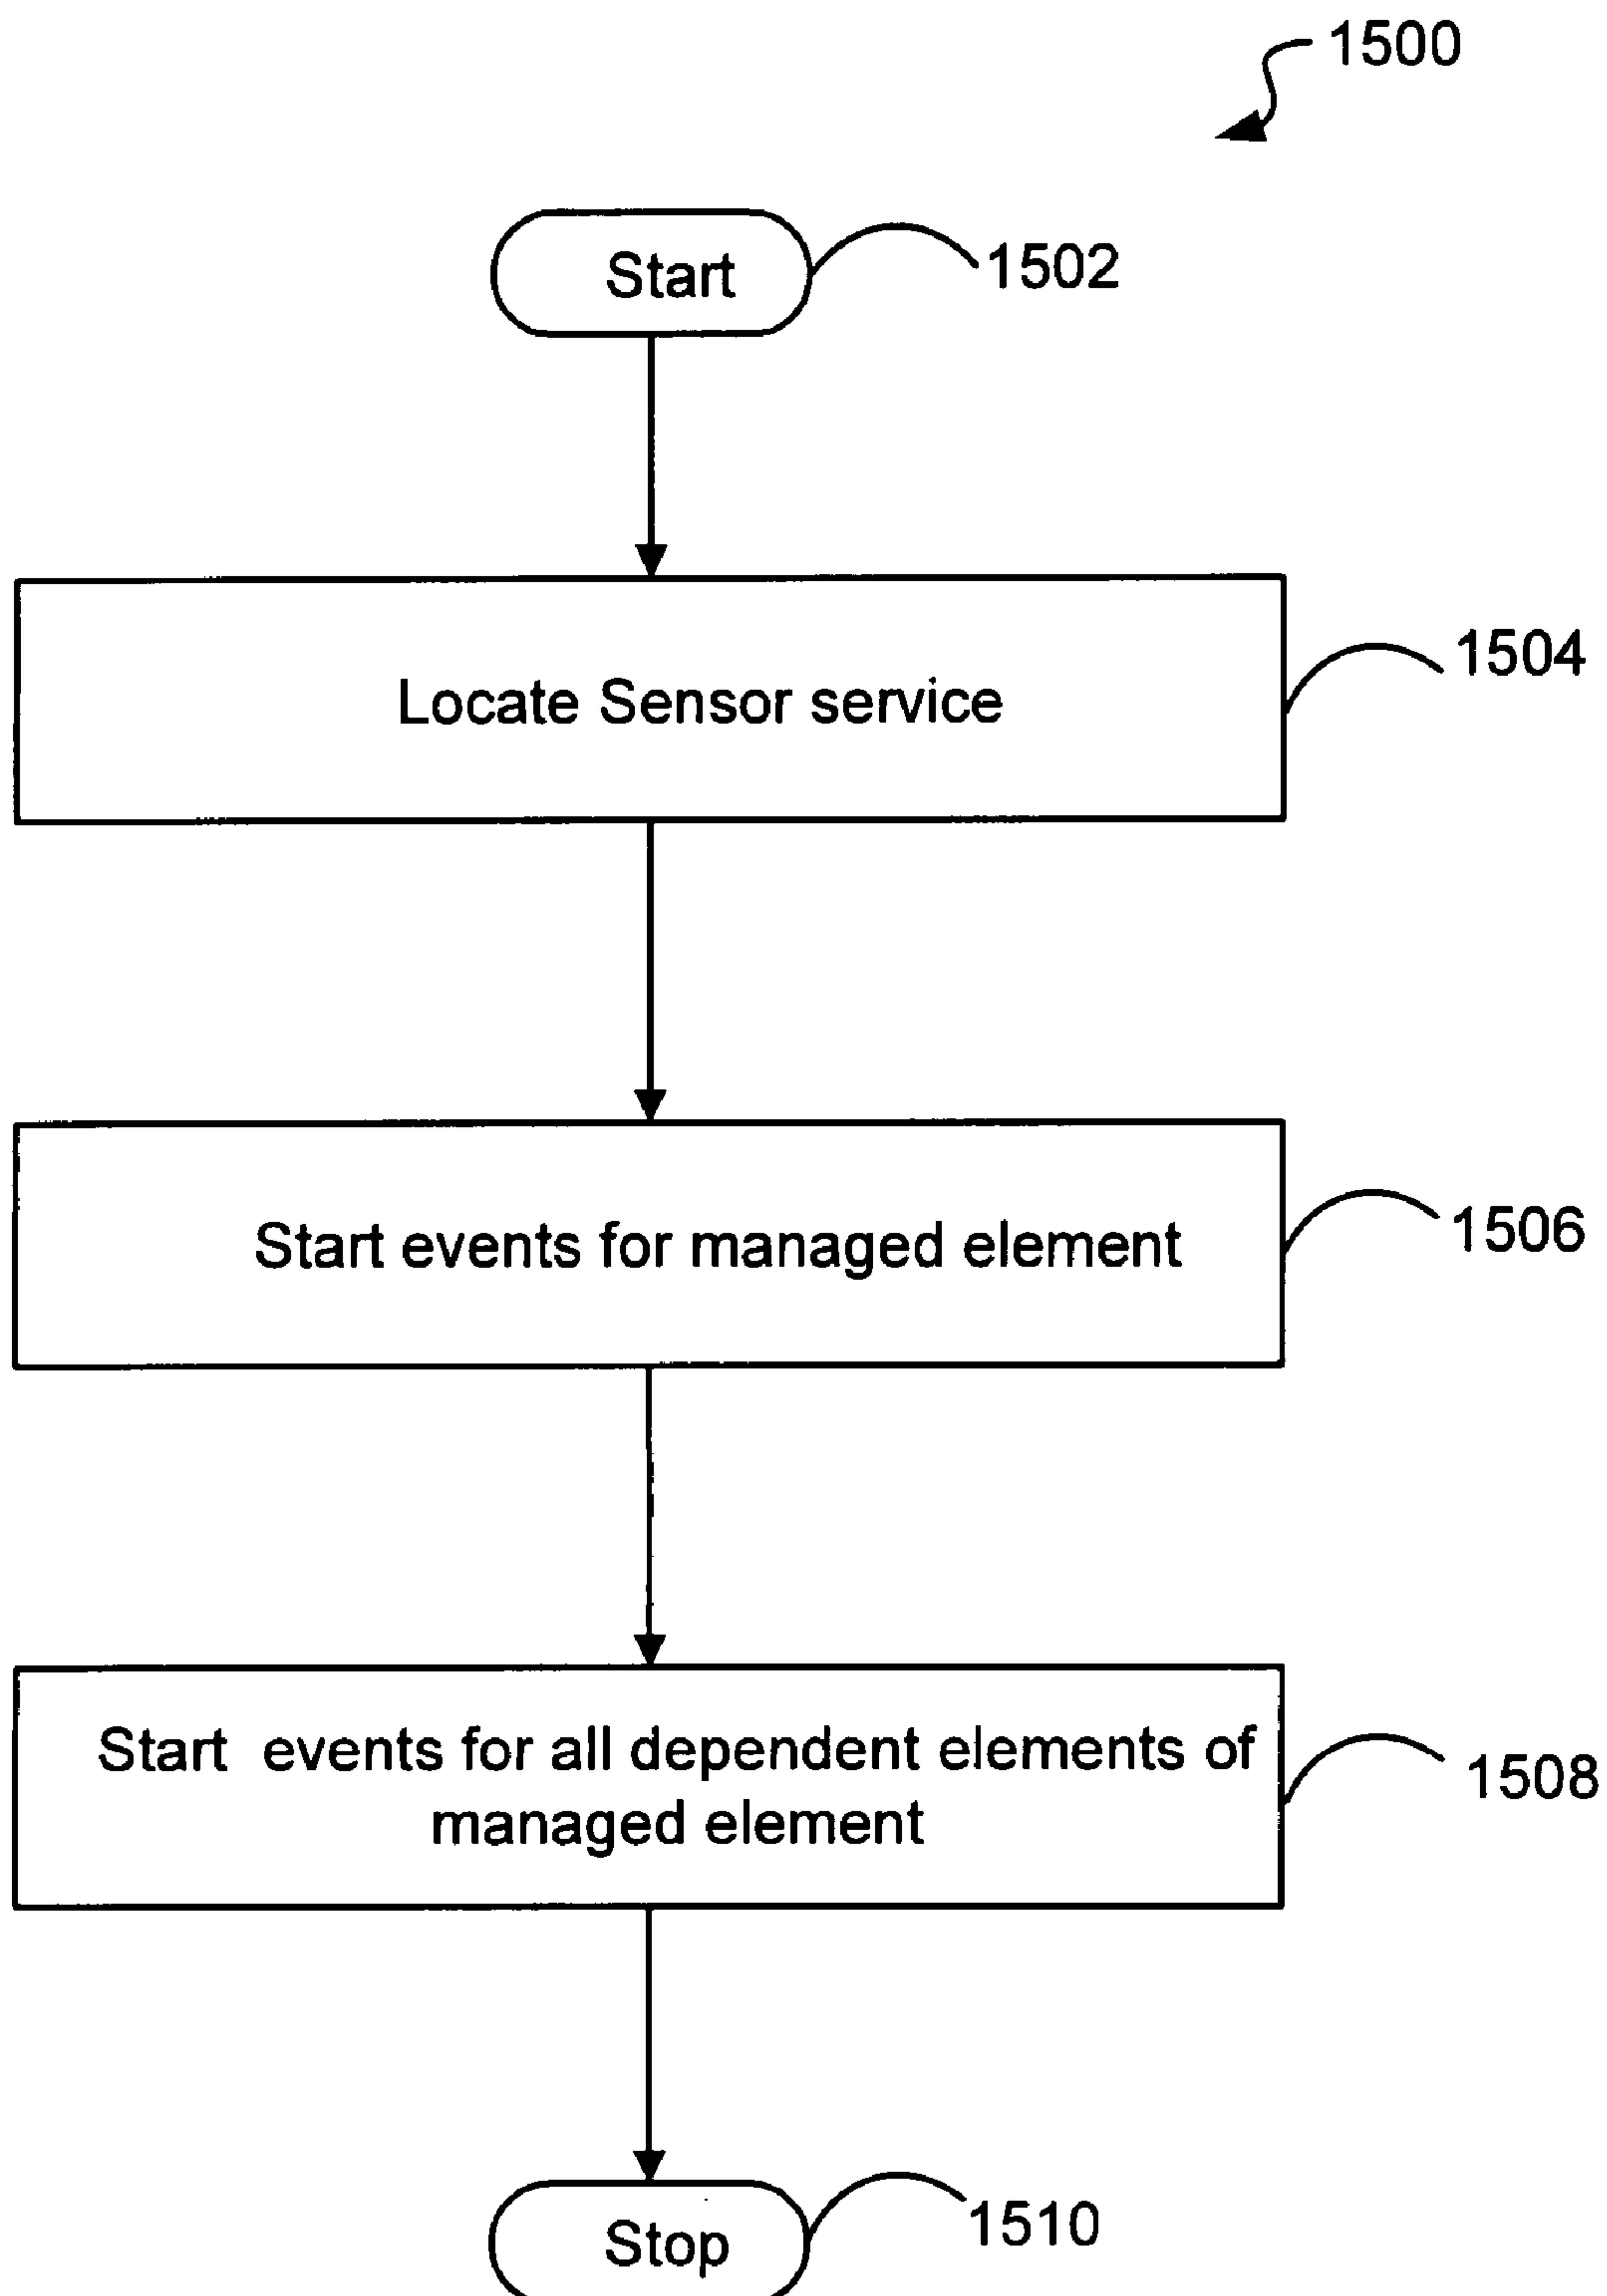 1500
Start
1502
Locate Sensor service
1504
Start events for managed element
1506
Start events for all dependent elements of
managed element
1508
Stop
1510